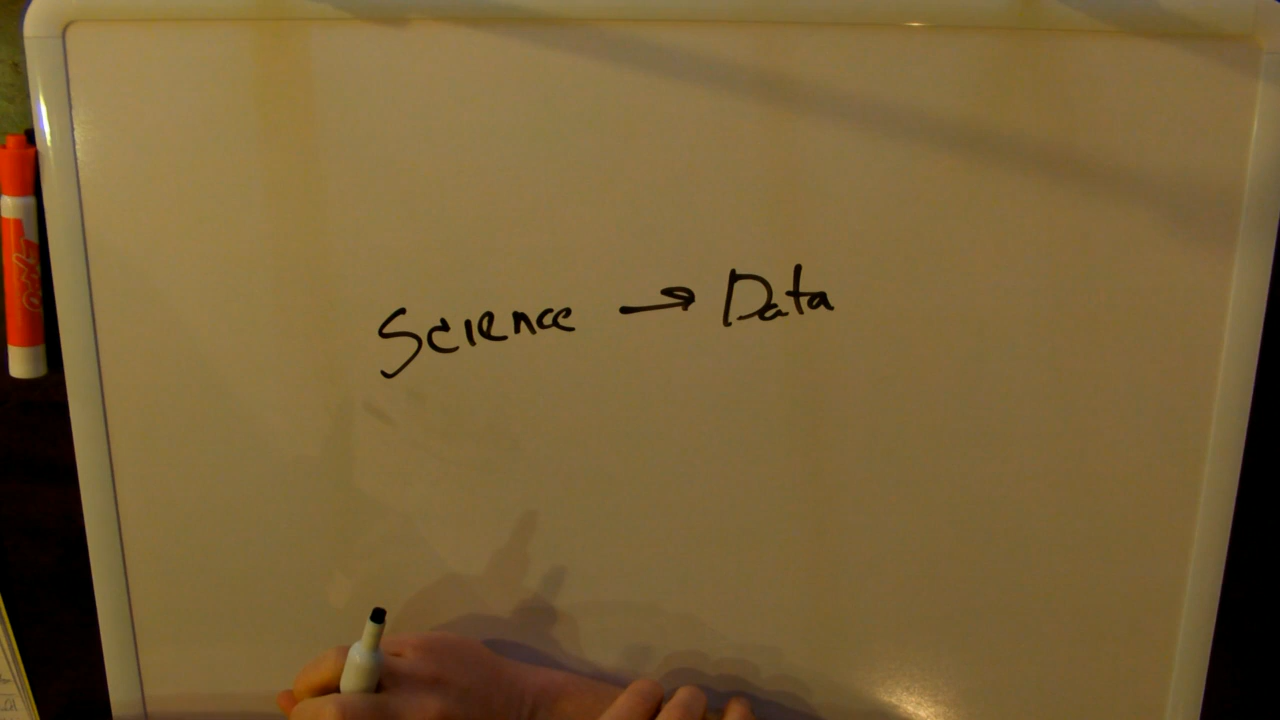 Science → Data